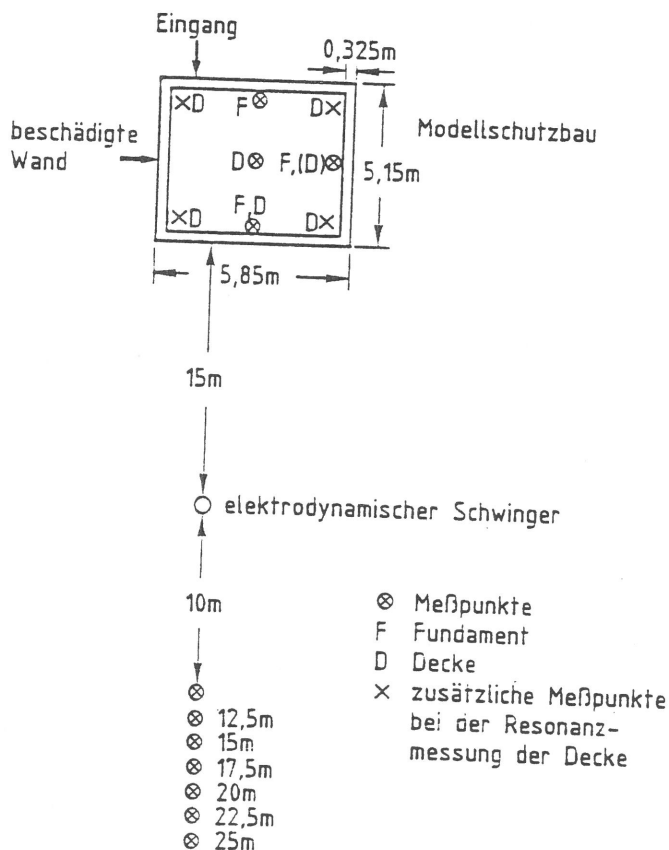 Eingang
0,325m
D
F
D
beschädigte
Wand
Modellschutzbau
D
F,(D)
5,15m
F,D
D
D
5,85m
15m
elektrodynamischer Schwinger
10m
Meßpunkte
F Fundament
D Decke
zusätzliche Meßpunkte
bei der Resonanz-
messung der Decke
12,5m
15m
17,5m
20m
22,5m
25m